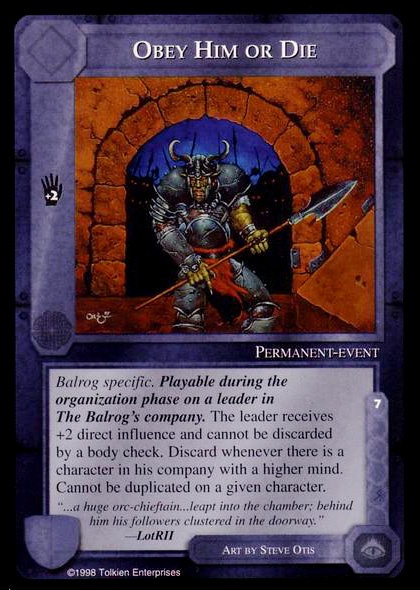 OBEY HIM OR DIE
+2
PERMANENT-EVENT
Balrog specific. Playable during the
organization phase on a leader in
The Balrog's company. The leader receives
+2 direct influence and cannot be discarded
by a body check. Discard whenever there is a
character in his company with a higher mind.
Cannot be duplicated on a given character.
7
"...a huge orc-chieftain...leapt into the chamber; behind
him his followers clustered in the doorway."
—LotRII
ART BY STEVE OTIS
©1998 Tolkien Enterprises